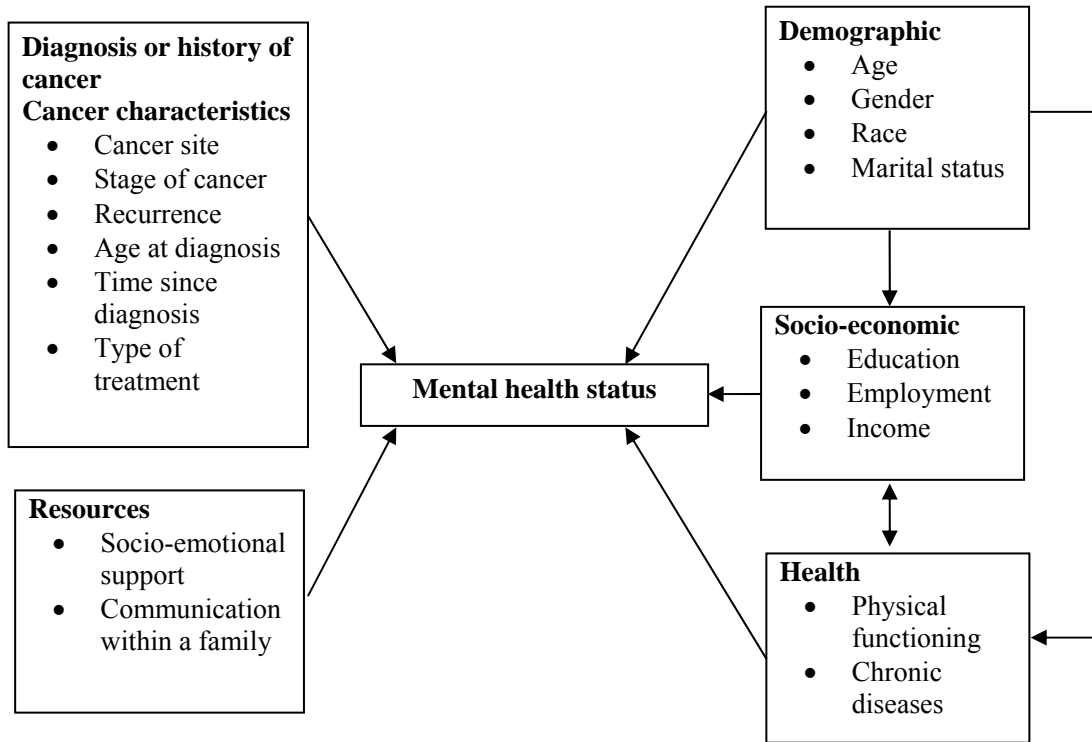 Diagnosis or history of
cancer
Cancer characteristics
• Cancer site
• Stage of cancer
• Recurrence
• Age at diagnosis
• Time since
diagnosis
• Type of
treatment
Resources
• Socio-emotional
support
• Communication
within a family
Mental health status
Demographic
• Age
• Gender
• Race
• Marital status
Socio-economic
• Education
• Employment
• Income
Health
• Physical
functioning
• Chronic
diseases